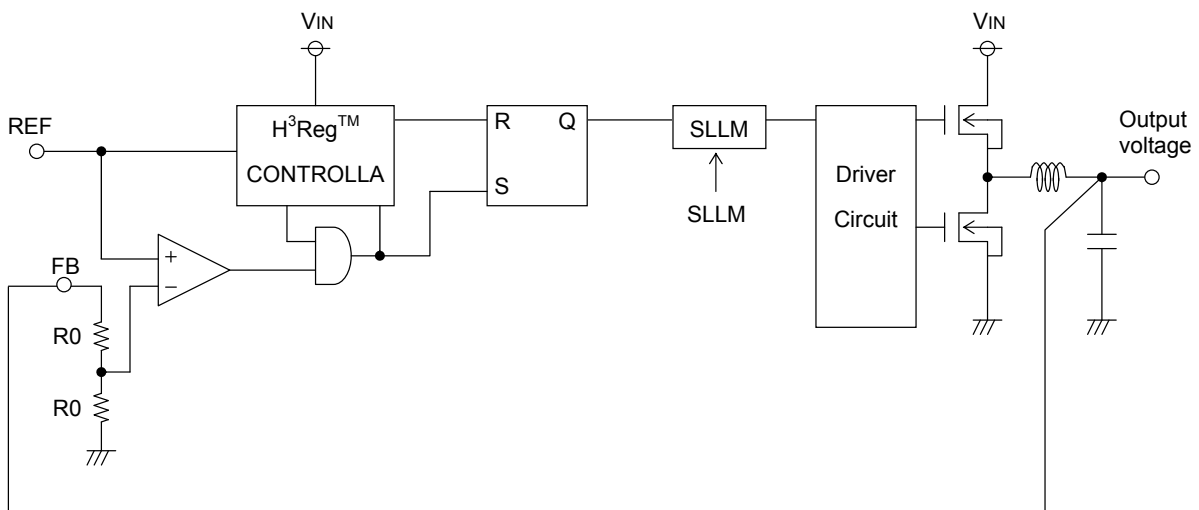 VIN
VIN
REF
H³Reg™
CONTROLLA
R
Q
S
SLLM
SLLM
Driver
Circuit
Output
voltage
+
−
FB
R0
R0